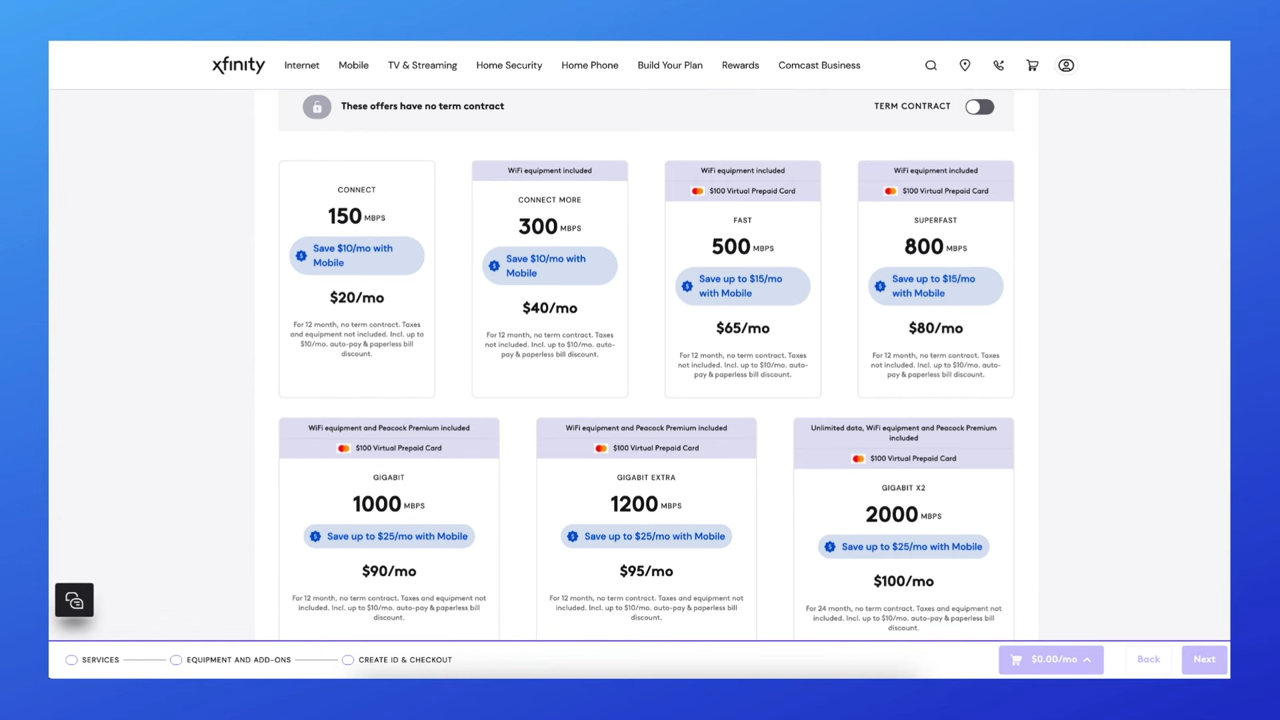 xfinity Internet Mobile TV & Streaming Home Security Home Phone Build Your Plan Rewards Comcast Business
These offers have no term contract
TERM CONTRACT
CONNECT
150 MBPS
Save $10/mo with
Mobile
$20/mo
For 12 month, no term contract. Taxes
and equipment not included. Incl. up to
$10/mo. auto-pay & paperless bill
discount.
WiFi equipment included
CONNECT MORE
300 MBPS
Save $10/mo with
Mobile
$40/mo
For 12 month, no term contract. Taxes
not included. Incl. up to $10/mo. auto-
pay & paperless bill discount.
WiFi equipment included
$100 Virtual Prepaid Card
FAST
500 MBPS
Save up to $15/mo
with Mobile
$65/mo
For 12 month, no term contract. Taxes
not included. Incl. up to $10/mo. auto-
pay & paperless bill discount.
WiFi equipment included
$100 Virtual Prepaid Card
SUPERFAST
800 MBPS
Save up to $15/mo
with Mobile
$80/mo
For 12 month, no term contract. Taxes
not included. Incl. up to $10/mo. auto-
pay & paperless bill discount.
WiFi equipment and Peacock Premium included
$100 Virtual Prepaid Card
GIGABIT
1000 MBPS
Save up to $25/mo with Mobile
$90/mo
For 12 month, no term contract. Taxes and equipment not
included. Incl. up to $10/mo. auto-pay & paperless bill
discount.
WiFi equipment and Peacock Premium included
$100 Virtual Prepaid Card
GIGABIT EXTRA
1200 MBPS
Save up to $25/mo with Mobile
$95/mo
For 12 month, no term contract. Taxes and equipment not
included. Incl. up to $10/mo. auto-pay & paperless bill
discount.
Unlimited data, WiFi equipment and Peacock Premium
included
$100 Virtual Prepaid Card
GIGABIT X2
2000 MBPS
Save up to $25/mo with Mobile
$100/mo
For 24 month, no term contract. Taxes and equipment not
included. Incl. up to $10/mo. auto-pay & paperless bill
discount.
SERVICES EQUIPMENT AND ADD-ONS CREATE ID & CHECKOUT
$0.00/mo Back Next